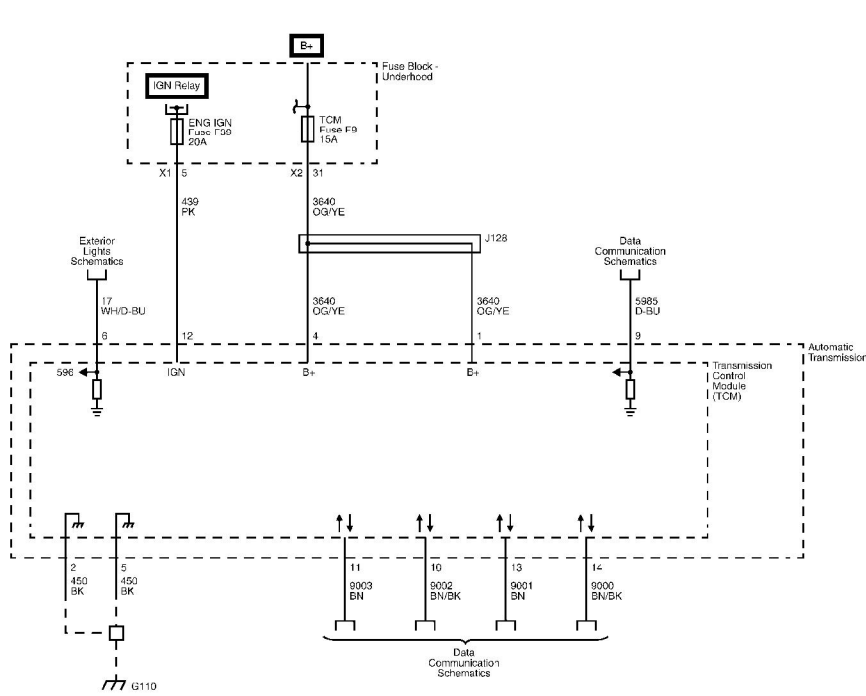 B+
Fuse Block -
Underhood
IGN Relay
ENG IGN
Fuse F39
20A
TCM
Fuse F9
15A
X1 5
X2 31
439
PK
3640
OG/YE
J128
Exterior
Lights
Schematics
Data
Communication
Schematics
17
WH/D-BU
3640
OG/YE
3640
OG/YE
5985
D-BU
6
12
4
1
9
Automatic
Transmission
596
IGN
B+
B+
Transmission
Control
Module
(TCM)
2
5
11
10
13
14
450
BK
450
BK
9003
BN
9002
BN/BK
9001
BN
9000
BN/BK
Data
Communication
Schematics
G110